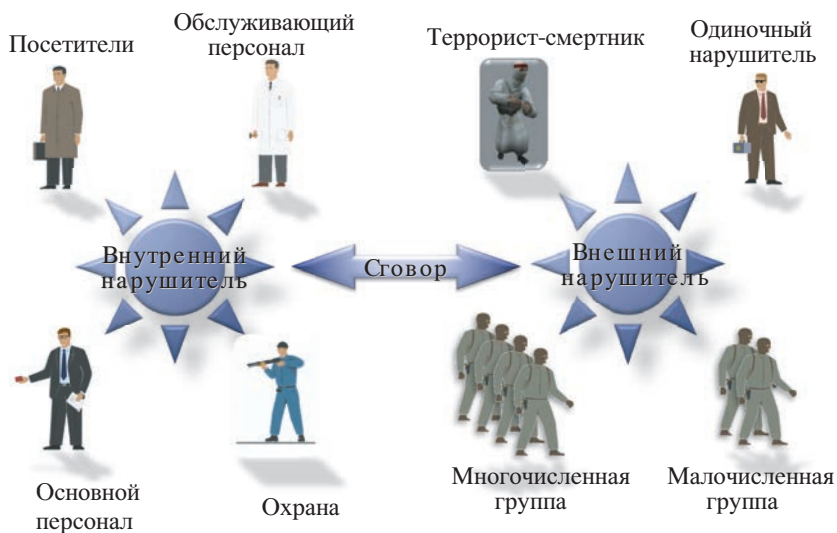 Посетители
Обслуживающий
персонал
Террорист-смертник
Одиночный
нарушитель
Внутренний
нарушитель
Сговор
Внешний
нарушитель
Основной
персонал
Охрана
Многочисленная
группа
Малочисленная
группа